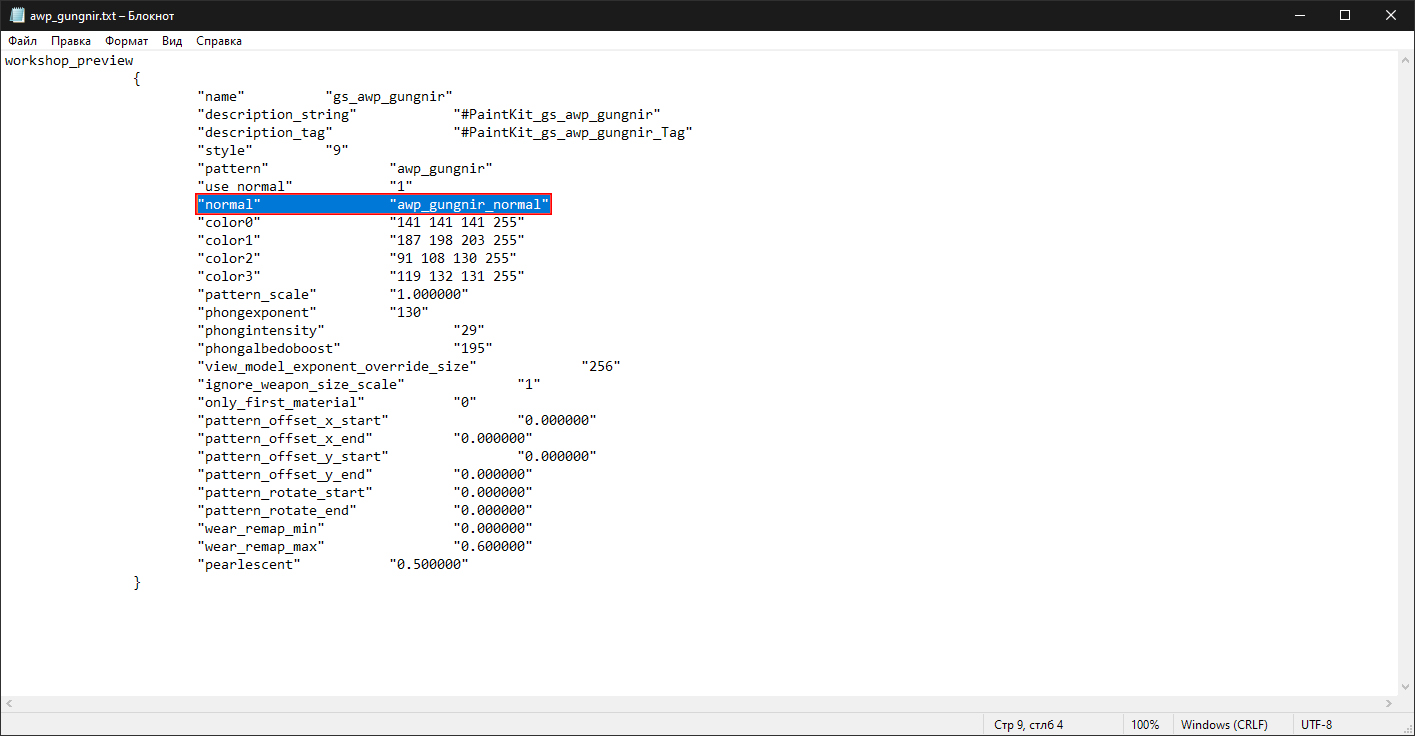 awp_gungnir.txt – Блокнот
Файл Правка Формат Вид Справка
workshop_preview
{
"name" "gs_awp_gungnir"
"description_string" "#PaintKit_gs_awp_gungnir"
"description_tag" "#PaintKit_gs_awp_gungnir_Tag"
"style" "9"
"pattern" "awp_gungnir"
"use normal" "1"
"normal" "awp_gungnir_normal"
"color0" "141 141 141 255"
"color1" "187 198 203 255"
"color2" "91 108 130 255"
"color3" "119 132 131 255"
"pattern_scale" "1.000000"
"phongexponent" "130"
"phongintensity" "29"
"phongalbedoboost" "195"
"view_model_exponent_override_size" "256"
"ignore_weapon_size_scale" "1"
"only_first_material" "0"
"pattern_offset_x_start" "0.000000"
"pattern_offset_x_end" "0.000000"
"pattern_offset_y_start" "0.000000"
"pattern_offset_y_end" "0.000000"
"pattern_rotate_start" "0.000000"
"pattern_rotate_end" "0.000000"
"wear_remap_min" "0.000000"
"wear_remap_max" "0.600000"
"pearlescent" "0.500000"
}
Стр 9, стлб 4 100% Windows (CRLF) UTF-8